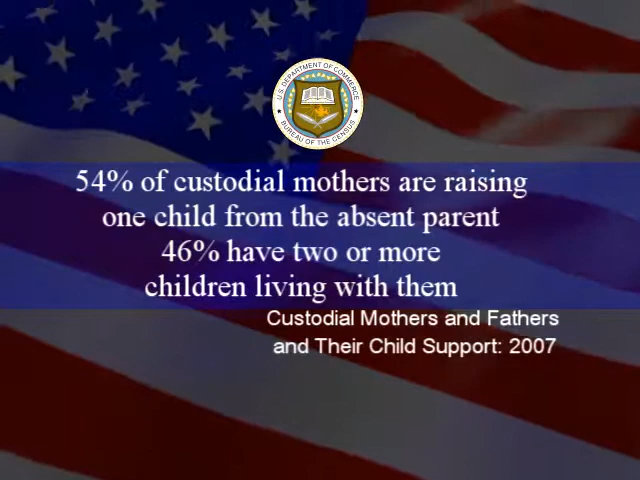 U.S. DEPARTMENT OF COMMERCE
BUREAU OF THE CENSUS
54% of custodial mothers are raising
one child from the absent parent
46% have two or more
children living with them
Custodial Mothers and Fathers
and Their Child Support: 2007